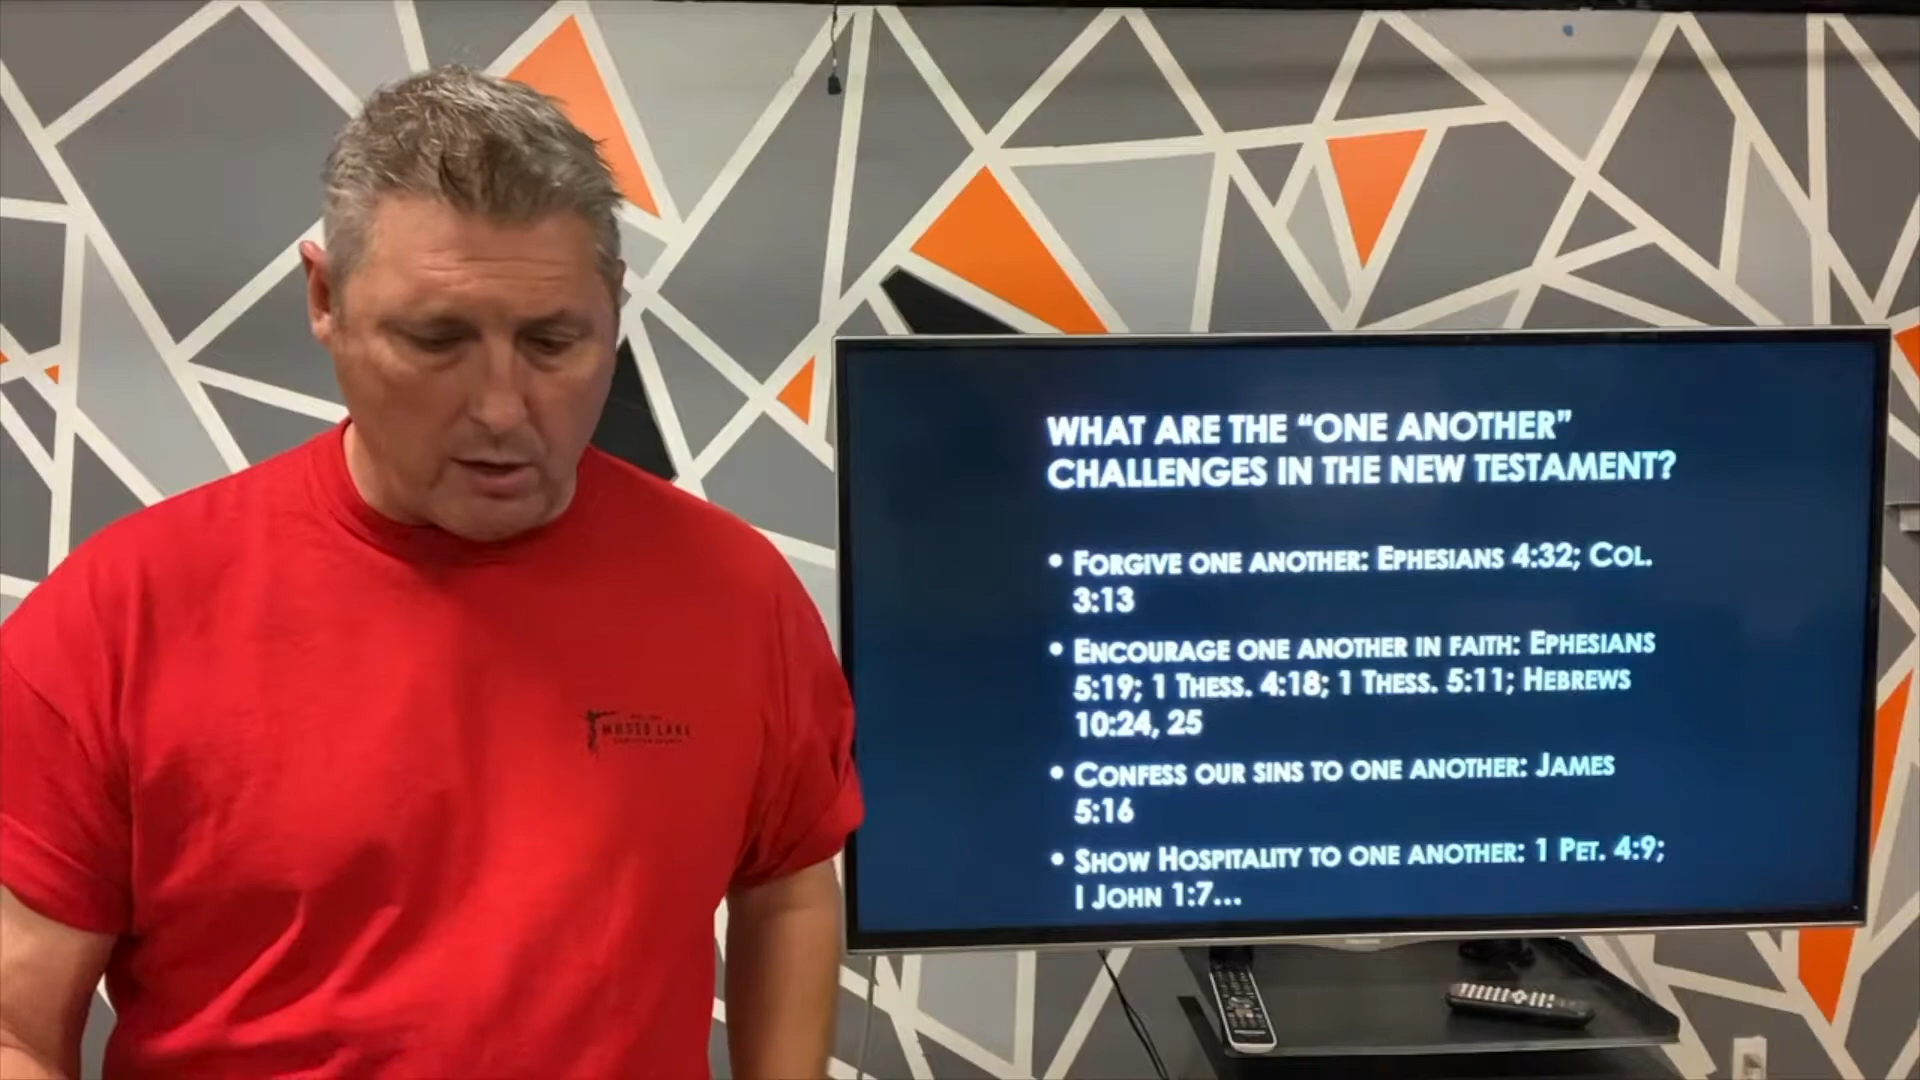 WHAT ARE THE “ONE ANOTHER”
CHALLENGES IN THE NEW TESTAMENT?
• FORGIVE ONE ANOTHER: EPHESIANS 4:32; COL.
3:13
• ENCOURAGE ONE ANOTHER IN FAITH: EPHESIANS
5:19; 1 THESS. 4:18; 1 THESS. 5:11; HEBREWS
10:24, 25
• CONFESS OUR SINS TO ONE ANOTHER: JAMES
5:16
• SHOW HOSPITALITY TO ONE ANOTHER: 1 PET. 4:9;
I JOHN 1:7...
MOSES LAKE